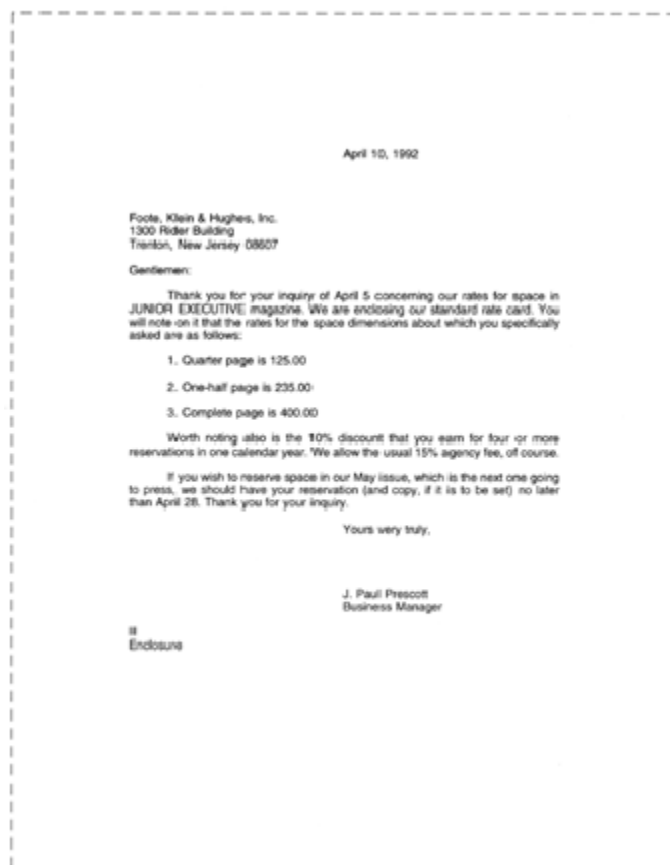 April 10, 1992
Foote, Klein & Hughes, Inc.
1300 Ridler Building
Trenton, New Jersey 08607
Gentlemen:
Thank you for your inquiry of April 5 concerning our rates for space in
JUNIOR EXECUTIVE magazine. We are enclosing our standard rate card. You
will note on it that the rates for the space dimensions about which you specifically
asked are as follows:
1. Quarter page is 125.00
2. One-half page is 235.00
3. Complete page is 400.00
Worth noting also is the 10% discount that you earn for four or more
reservations in one calendar year. We allow the usual 15% agency fee, off course.
If you wish to reserve space in our May issue, which is the next one going
to press, we should have your reservation (and copy, if it is to be set) no later
than April 28. Thank you for your inquiry.
Yours very truly,
J. Paul Prescott
Business Manager
Enclosure